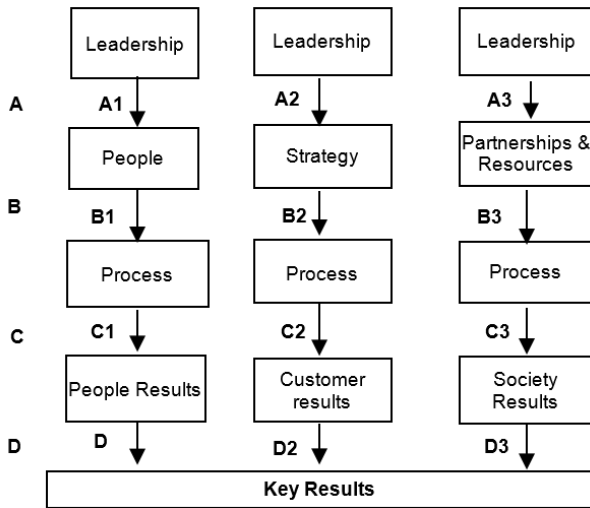 Leadership Leadership Leadership
A A1 A2 A3
People Strategy Partnerships &
Resources
B B1 B2 B3
Process Process Process
C C1 C2 C3
People Results Customer Society
results Results
D D D2 D3
Key Results